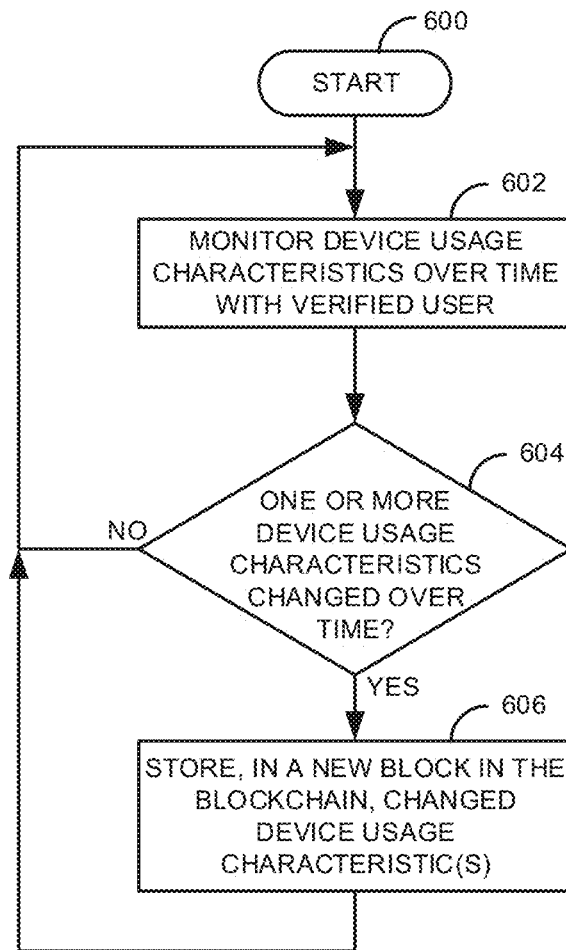 600
START
602
MONITOR DEVICE USAGE
CHARACTERISTICS OVER TIME
WITH VERIFIED USER
604
ONE OR MORE
DEVICE USAGE
CHARACTERISTICS
CHANGED OVER
TIME?
NO
YES
606
STORE, IN A NEW BLOCK IN THE
BLOCKCHAIN, CHANGED
DEVICE USAGE
CHARACTERISTIC(S)